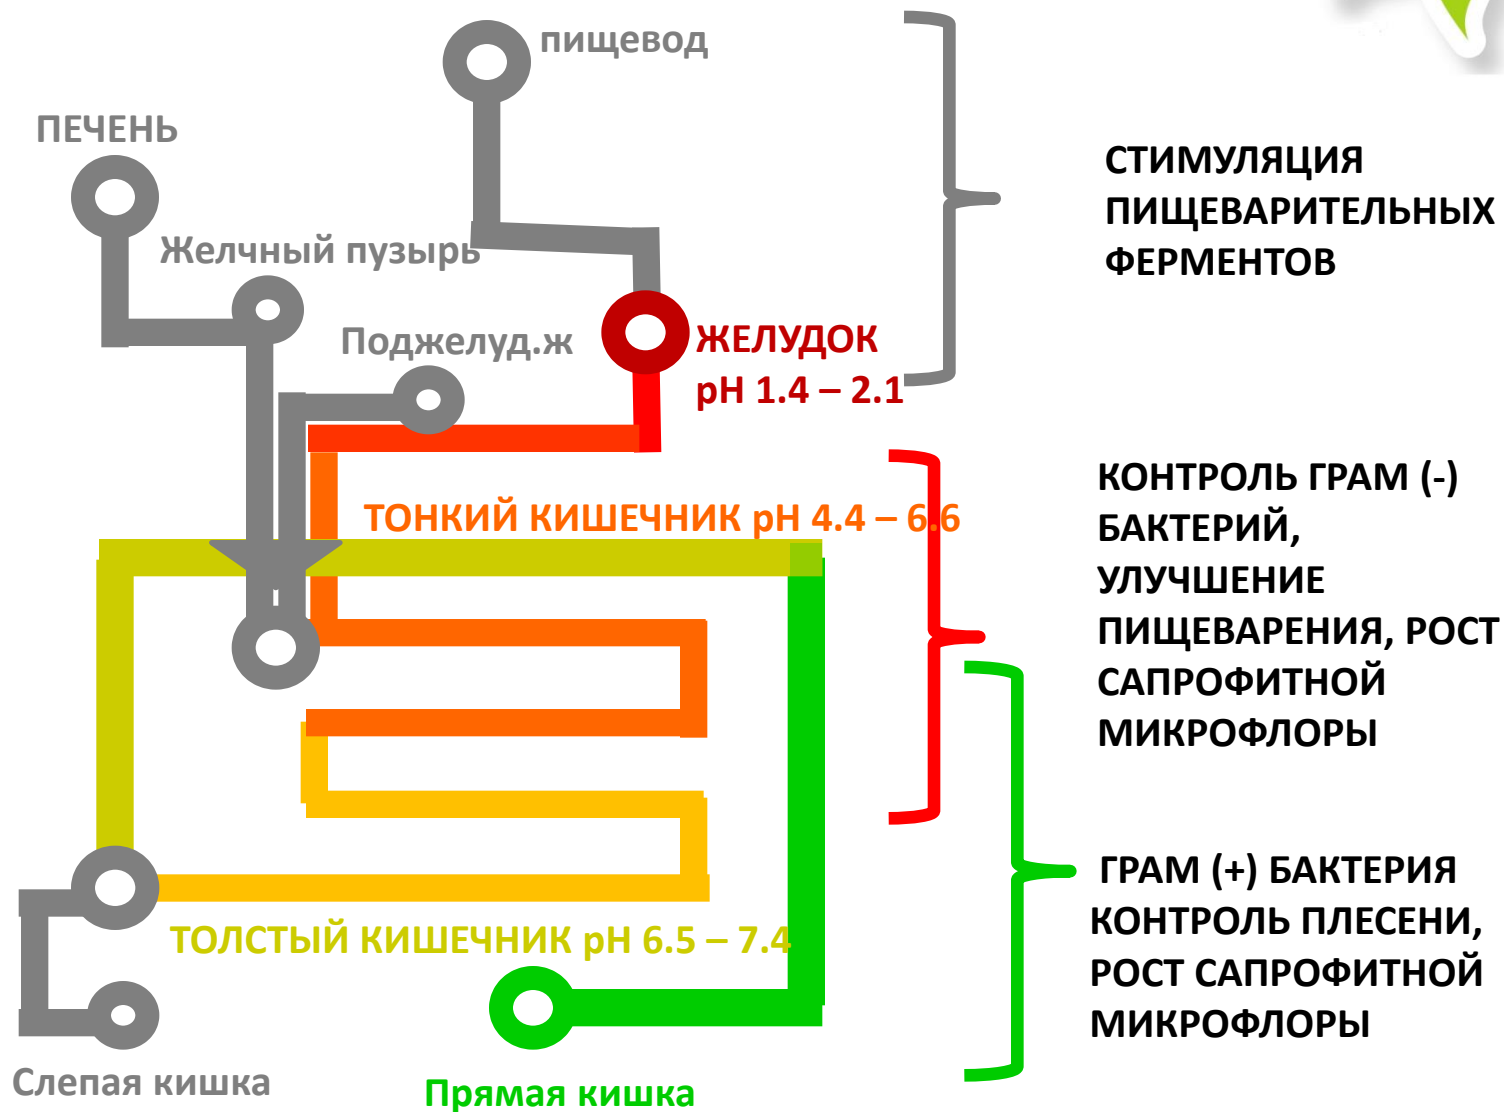 пищевод
ПЕЧЕНЬ
Желчный пузырь
Поджелуд.ж
ЖЕЛУДОК
pH 1.4 – 2.1
СТИМУЛЯЦИЯ
ПИЩЕВАРИТЕЛЬНЫХ
ФЕРМЕНТОВ
ТОНКИЙ КИШЕЧНИК pH 4.4 – 6.6
КОНТРОЛЬ ГРАМ (-)
БАКТЕРИЙ,
УЛУЧШЕНИЕ
ПИЩЕВАРЕНИЯ, РОСТ
САПРОФИТНОЙ
МИКРОФЛОРЫ
ТОЛСТЫЙ КИШЕЧНИК pH 6.5 – 7.4
ГРАМ (+) БАКТЕРИЯ
КОНТРОЛЬ ПЛЕСЕНИ,
РОСТ САПРОФИТНОЙ
МИКРОФЛОРЫ
Слепая кишка
Прямая кишка